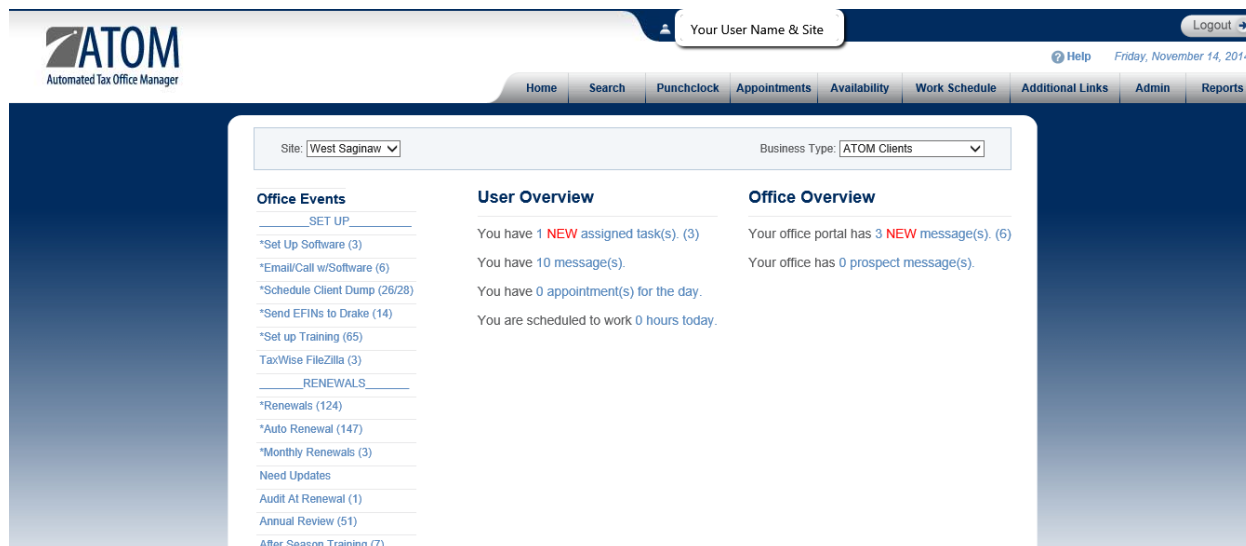 ATOM
Automated Tax Office Manager
Your User Name & Site
Logout
Help Friday, November 14, 2014
Home Search Punchclock Appointments Availability Work Schedule Additional Links Admin Reports
Site: West Saginaw Business Type: ATOM Clients
Office Events
________SET UP__________
*Set Up Software (3)
*Email/Call w/Software (6)
*Schedule Client Dump (26/28)
*Send EFINs to Drake (14)
*Set up Training (65)
TaxWise FileZilla (3)
_______RENEWALS_______
*Renewals (124)
*Auto Renewal (147)
*Monthly Renewals (3)
Need Updates
Audit At Renewal (1)
Annual Review (51)
After Season Training (7)
User Overview
You have 1 NEW assigned task(s). (3)
You have 10 message(s).
You have 0 appointment(s) for the day.
You are scheduled to work 0 hours today.
Office Overview
Your office portal has 3 NEW message(s). (6)
Your office has 0 prospect message(s).